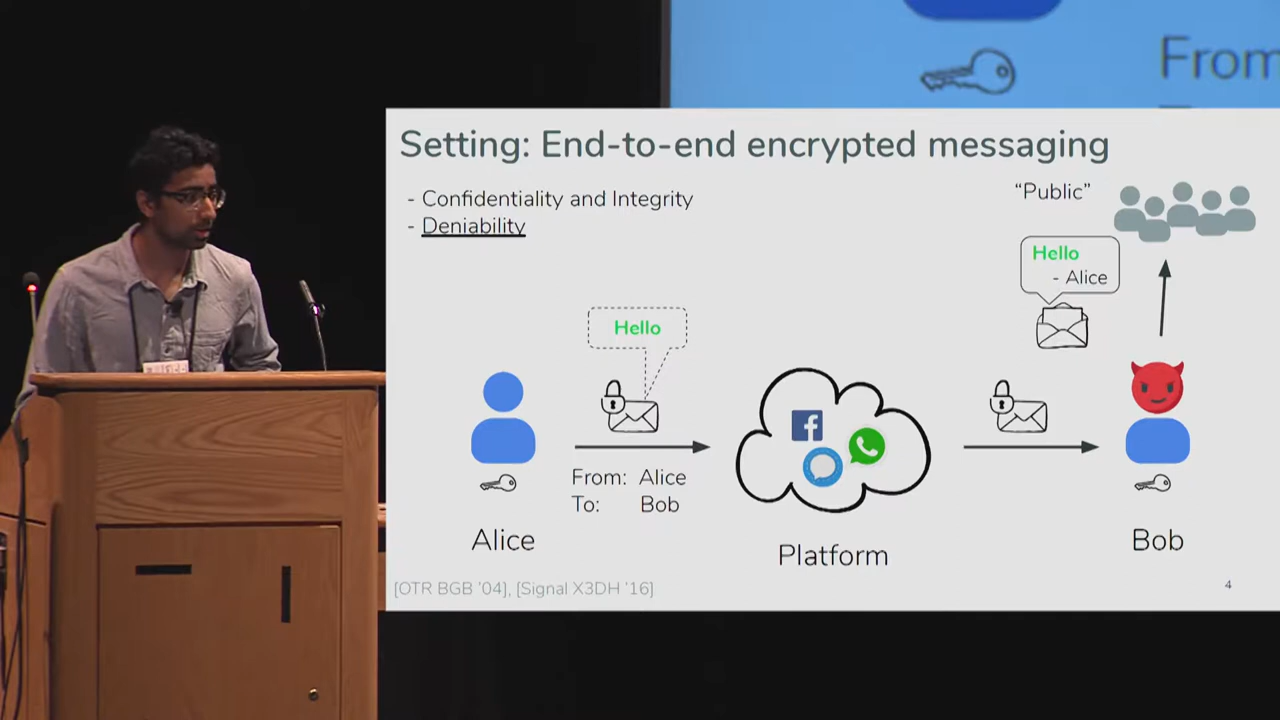 From
Setting: End-to-end encrypted messaging
- Confidentiality and Integrity
- Deniability
“Public”
Hello
- Alice
Hello
From: Alice
To: Bob
Alice
Platform
Bob
[OTR BGB ’04], [Signal X3DH ’16]
4